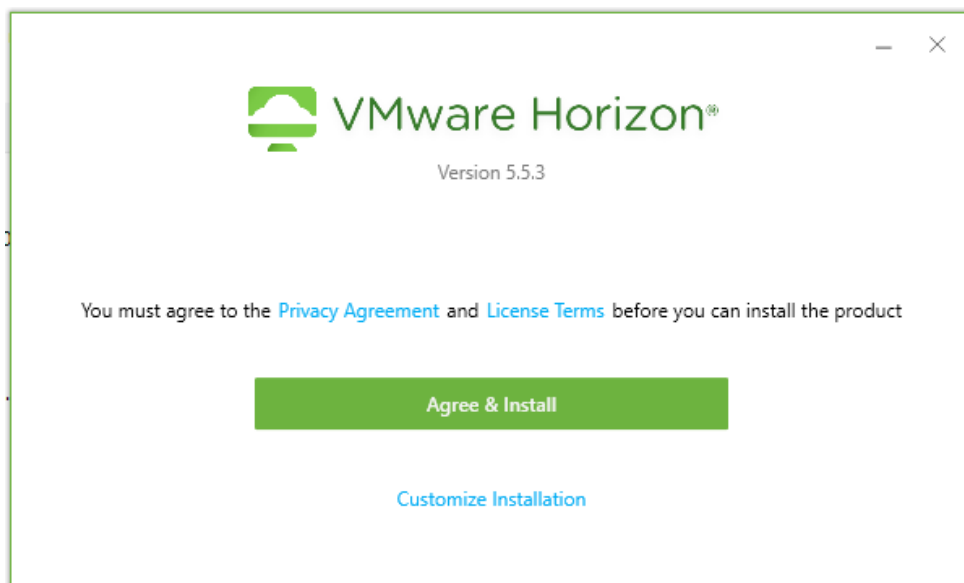 VMware Horizon®
Version 5.5.3
You must agree to the Privacy Agreement and License Terms before you can install the product
Agree & Install
Customize Installation